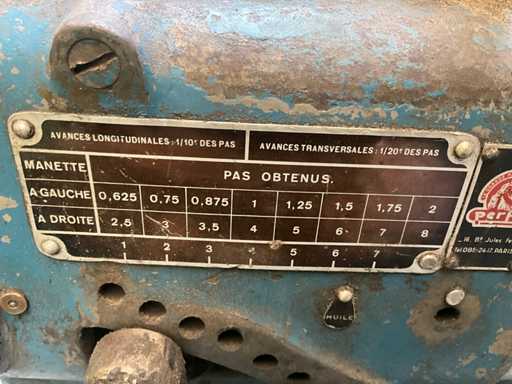 AVANCES LONGITUDINALES : 1/10e DES PAS
AVANCES TRANSVERSALES : 1/20e DES PAS
MANETTE PAS OBTENUS.
A GAUCHE 0,625 0,75 0,875 1 1,25 1,5 1,75 2
A DROITE 2,5 3 3,5 4 5 6 7 8
1 2 3 5 6 7
HUILE